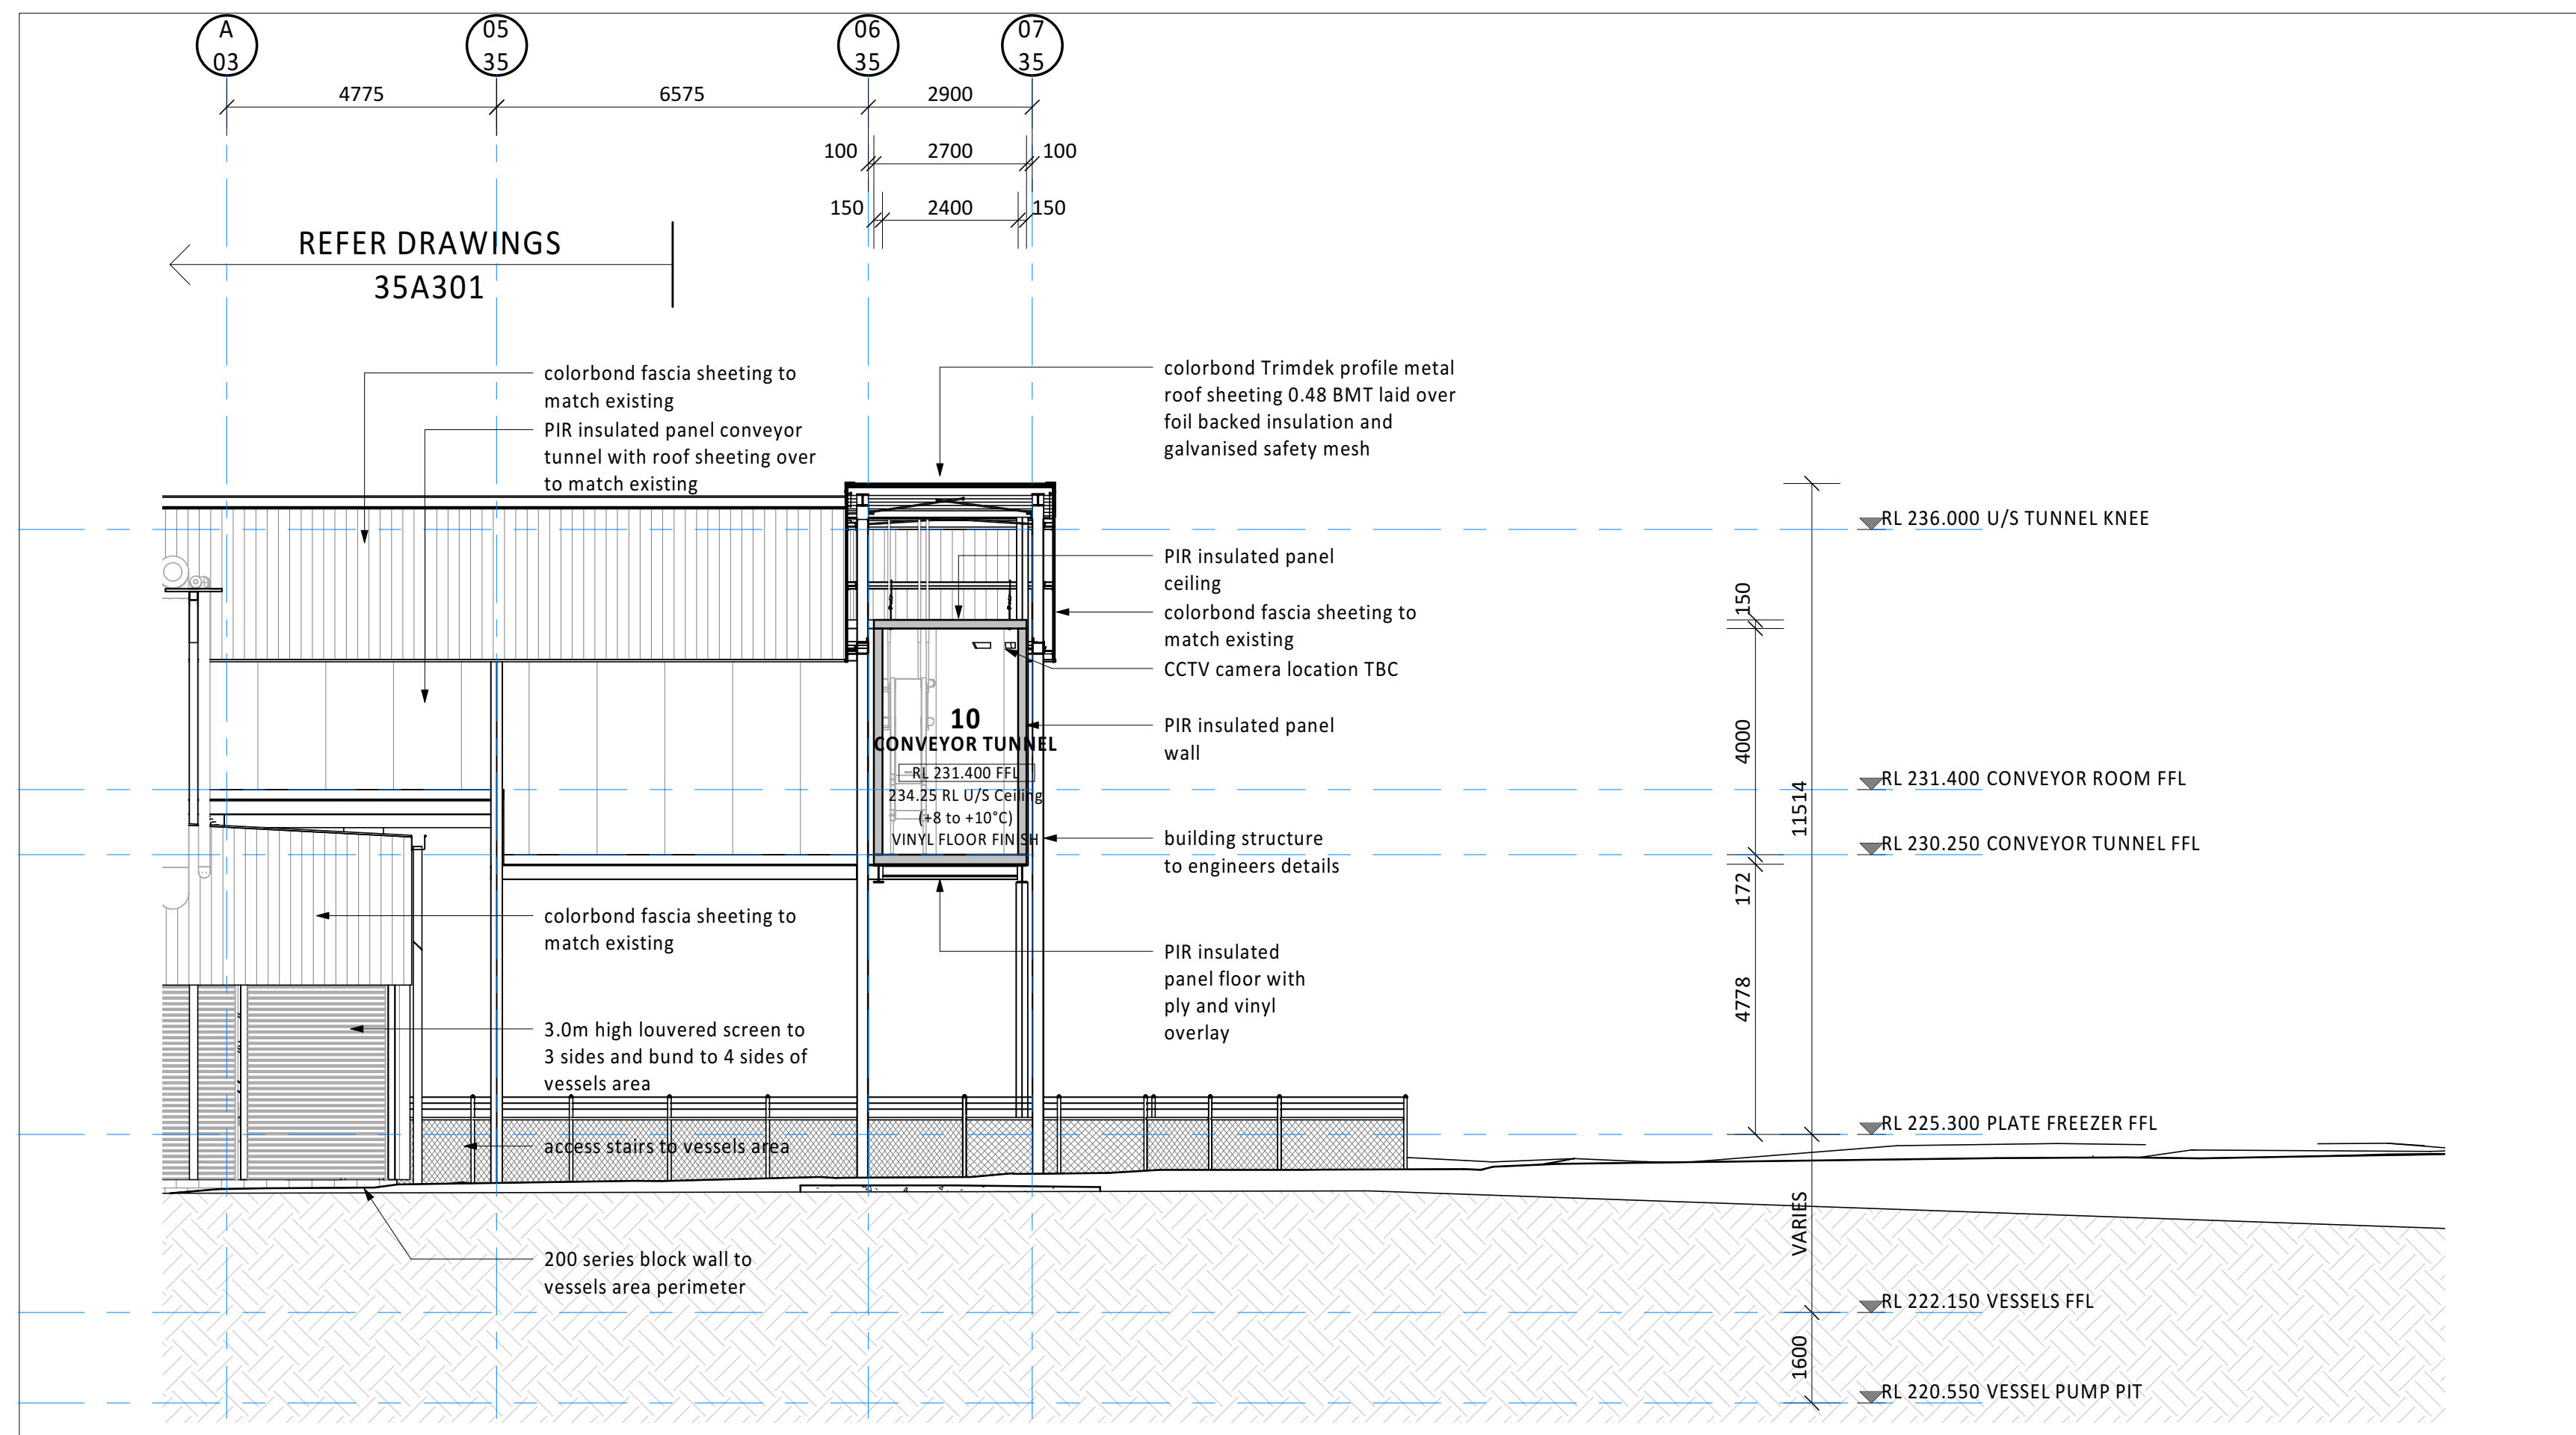 A
03
05
35
06
35
07
35
4775
6575
2900
100
2700
100
150
2400
150
REFER DRAWINGS
35A301
colorbond fascia sheeting to
match existing
PIR insulated panel conveyor
tunnel with roof sheeting over
to match existing
colorbond Trimdek profile metal
roof sheeting 0.48 BMT laid over
foil backed insulation and
galvanised safety mesh
PIR insulated panel
ceiling
colorbond fascia sheeting to
match existing
CCTV camera location TBC
PIR insulated panel
wall
10
CONVEYOR TUNNEL
RL 231.400 FFL
234.25 RL U/S Ceiling
(+8 to +10°C)
VINYL FLOOR FINISH
building structure
to engineers details
colorbond fascia sheeting to
match existing
PIR insulated
panel floor with
ply and vinyl
overlay
3.0m high louvered screen to
3 sides and bund to 4 sides of
vessels area
access stairs to vessels area
200 series block wall to
vessels area perimeter
150
4000
172
4778
11514
VARIES
1600
RL 236.000 U/S TUNNEL KNEE
RL 231.400 CONVEYOR ROOM FFL
RL 230.250 CONVEYOR TUNNEL FFL
RL 225.300 PLATE FREEZER FFL
RL 222.150 VESSELS FFL
RL 220.550 VESSEL PUMP PIT